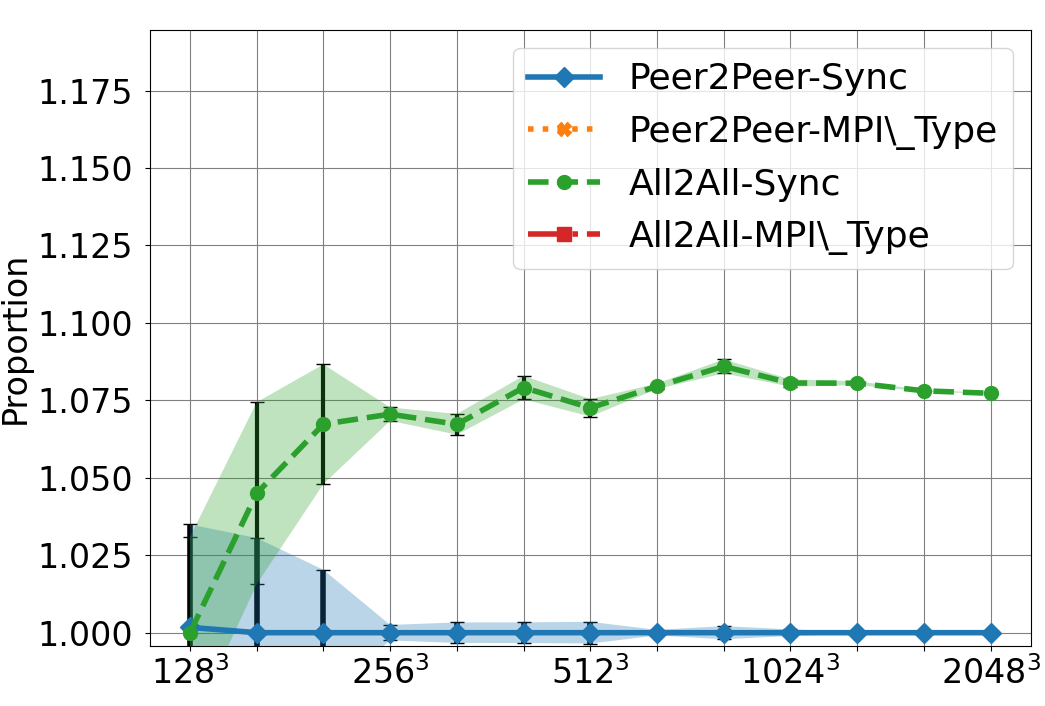 Proportion
1.175
1.150
1.125
1.100
1.075
1.050
1.025
1.000
128³
256³
512³
1024³
2048³
Peer2Peer-Sync
Peer2Peer-MPI\_Type
All2All-Sync
All2All-MPI\_Type